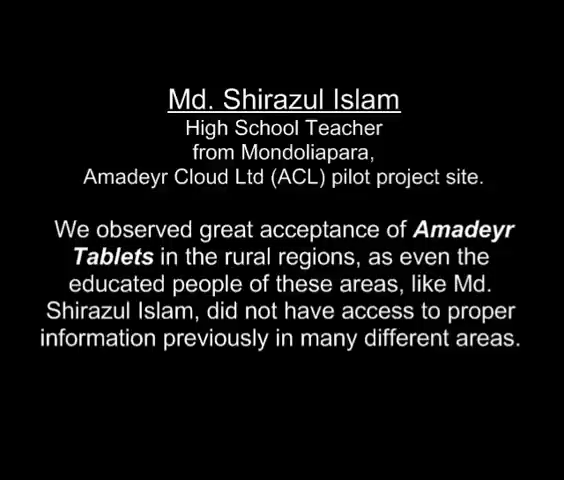 Md. Shirazul Islam
High School Teacher
from Mondoliapara,
Amadeyr Cloud Ltd (ACL) pilot project site.
We observed great acceptance of Amadeyr
Tablets in the rural regions, as even the
educated people of these areas, like Md.
Shirazul Islam, did not have access to proper
information previously in many different areas.